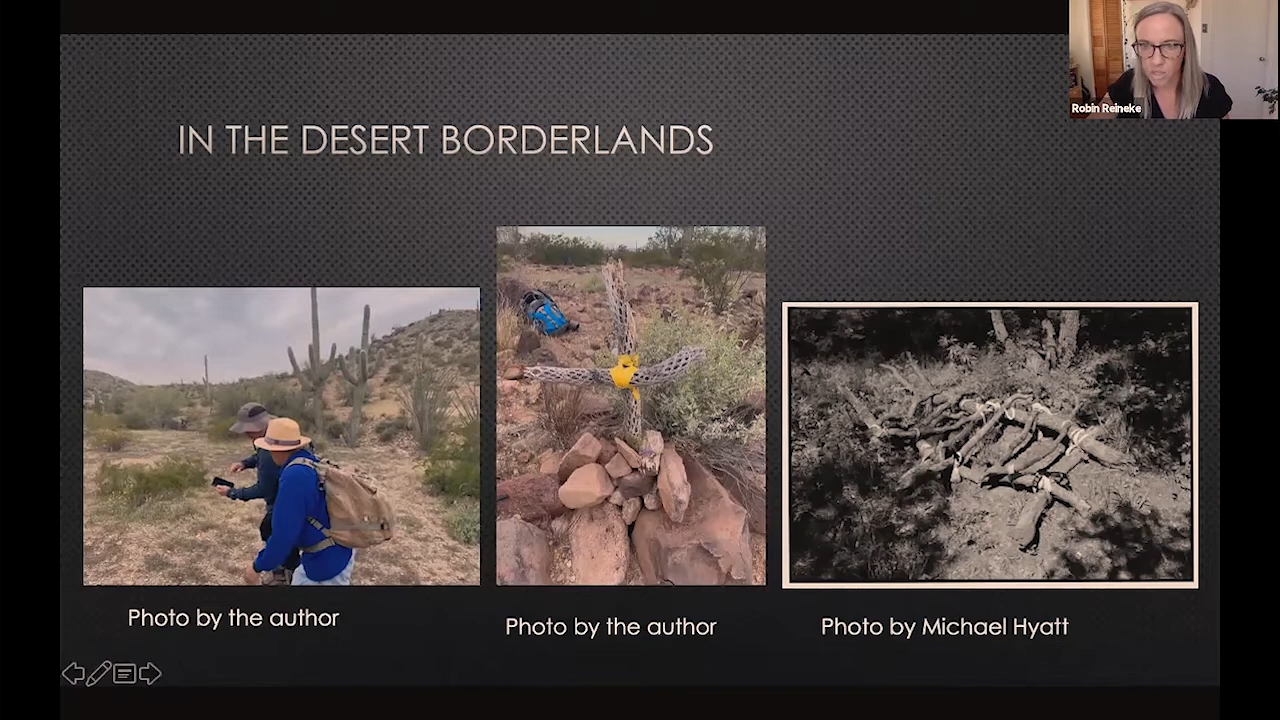 Robin Reineke
IN THE DESERT BORDERLANDS
Photo by the author
Photo by the author
Photo by Michael Hyatt